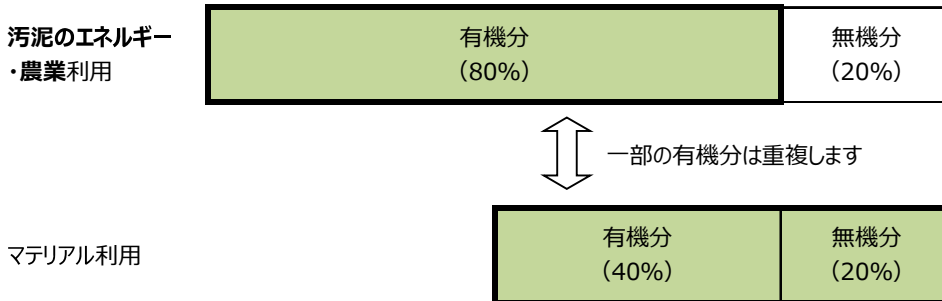 汚泥のエネルギー
・農業利用
有機分
(80%)
無機分
(20%)
一部の有機分は重複します
マテリアル利用
有機分
(40%)
無機分
(20%)